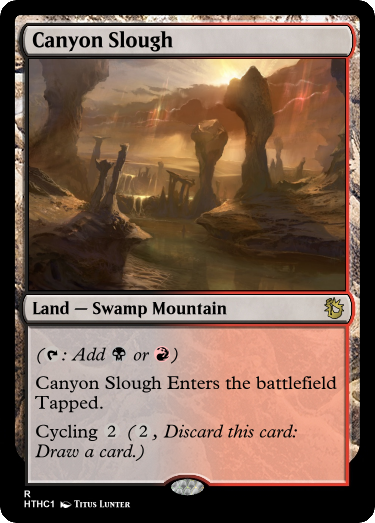 Canyon Slough
Land — Swamp Mountain
(: Add or )
Canyon Slough Enters the battlefield
Tapped.
Cycling 2 (2, Discard this card:
Draw a card.)
R
HTHC1 Titus Lunter